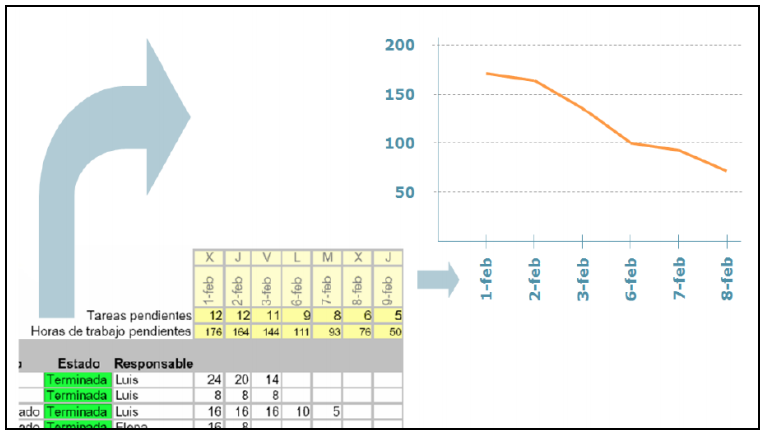 200
150
100
50
1-feb 2-feb 3-feb 6-feb 7-feb 8-feb
X J V L M X J
1-feb 2-feb 3-feb 6-feb 7-feb 8-feb 9-feb
Tareas pendientes 12 12 11 9 8 6 5
Horas de trabajo pendientes 176 164 144 111 93 76 50
Estado Responsable
Terminada Luis 24 20 14
Terminada Luis 8 8 8
ado Terminada Luis 16 16 16 10 5
ado Terminada Elena 16 8